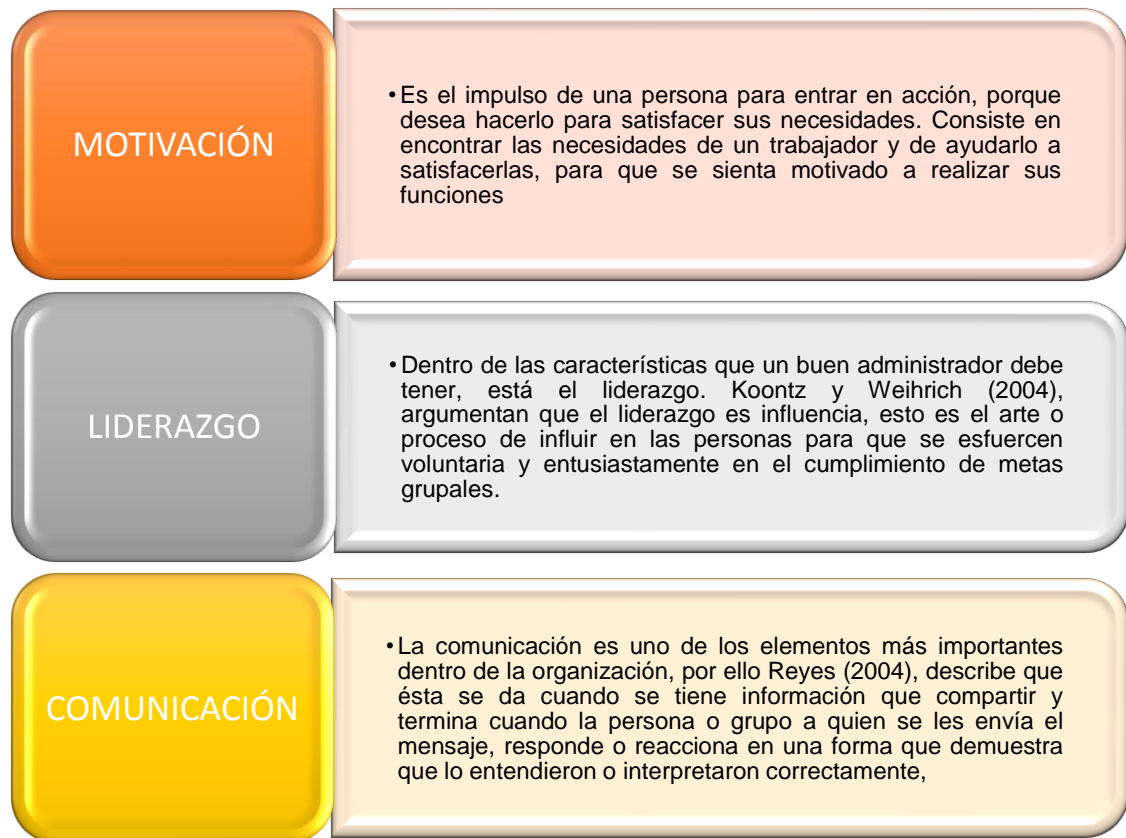 MOTIVACIÓN
•Es el impulso de una persona para entrar en acción, porque
desea hacerlo para satisfacer sus necesidades. Consiste en
encontrar las necesidades de un trabajador y de ayudarlo a
satisfacerlas, para que se sienta motivado a realizar sus
funciones
LIDERAZGO
•Dentro de las características que un buen administrador debe
tener, está el liderazgo. Koontz y Weihrich (2004),
argumentan que el liderazgo es influencia, esto es el arte o
proceso de influir en las personas para que se esfuercen
voluntaria y entusiastamente en el cumplimiento de metas
grupales.
COMUNICACIÓN
•La comunicación es uno de los elementos más importantes
dentro de la organización, por ello Reyes (2004), describe que
ésta se da cuando se tiene información que compartir y
termina cuando la persona o grupo a quien se les envía el
mensaje, responde o reacciona en una forma que demuestra
que lo entendieron o interpretaron correctamente,